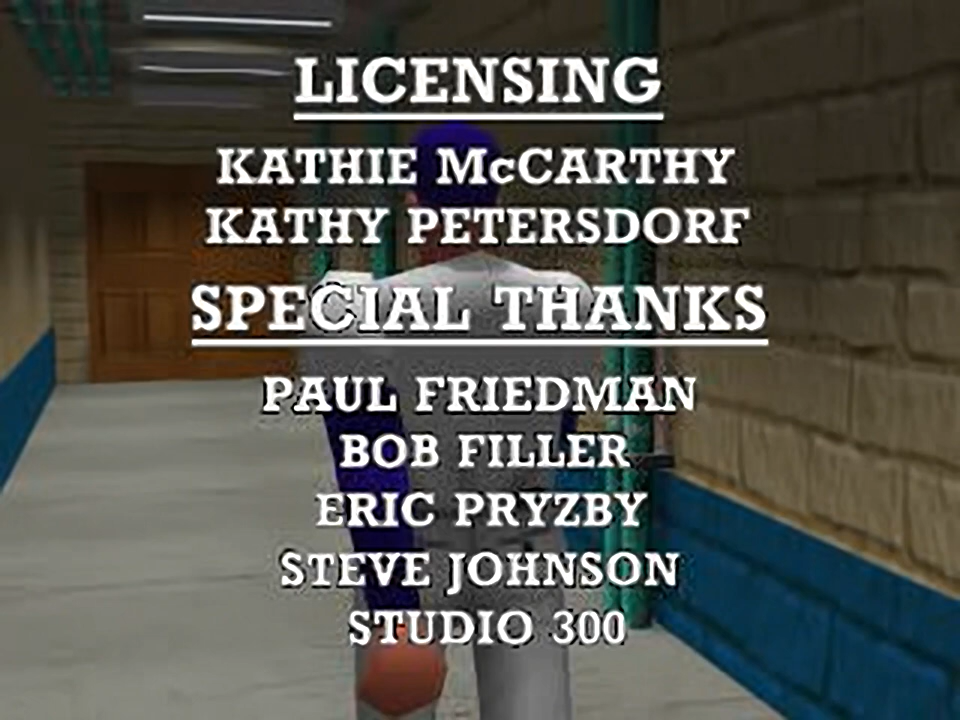 LICENSING
KATHIE McCARTHY
KATHY PETERSDORF
SPECIAL THANKS
PAUL FRIEDMAN
BOB FILLER
ERIC PRYZBY
STEVE JOHNSON
STUDIO 300